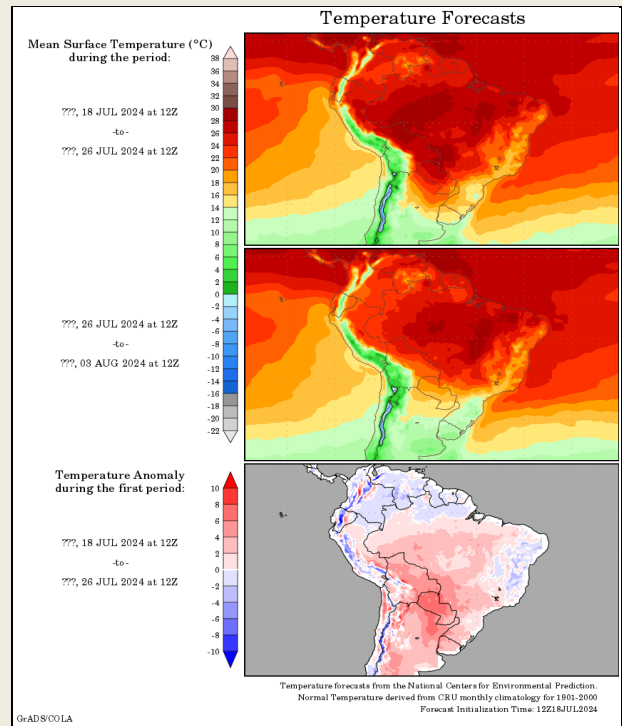 Temperature Forecasts
Mean Surface Temperature (°C)
during the period:
???, 18 JUL 2024 at 12Z
-to-
???, 26 JUL 2024 at 12Z
38
36
34
32
30
28
26
24
22
20
18
16
14
12
10
8
6
4
2
0
-2
-4
-6
-8
-10
-12
-14
-16
-18
-20
-22
???, 26 JUL 2024 at 12Z
-to-
???, 03 AUG 2024 at 12Z
Temperature Anomaly
during the first period:
???, 18 JUL 2024 at 12Z
-to-
???, 26 JUL 2024 at 12Z
10
8
6
4
2
0
-2
-4
-6
-8
-10
Temperature forecasts from the National Centers for Environmental Prediction.
Normal Temperature derived from CRU monthly climatology for 1901-2000
Forecast Initialization Time: 12Z18JUL2024
GrADS/COLA